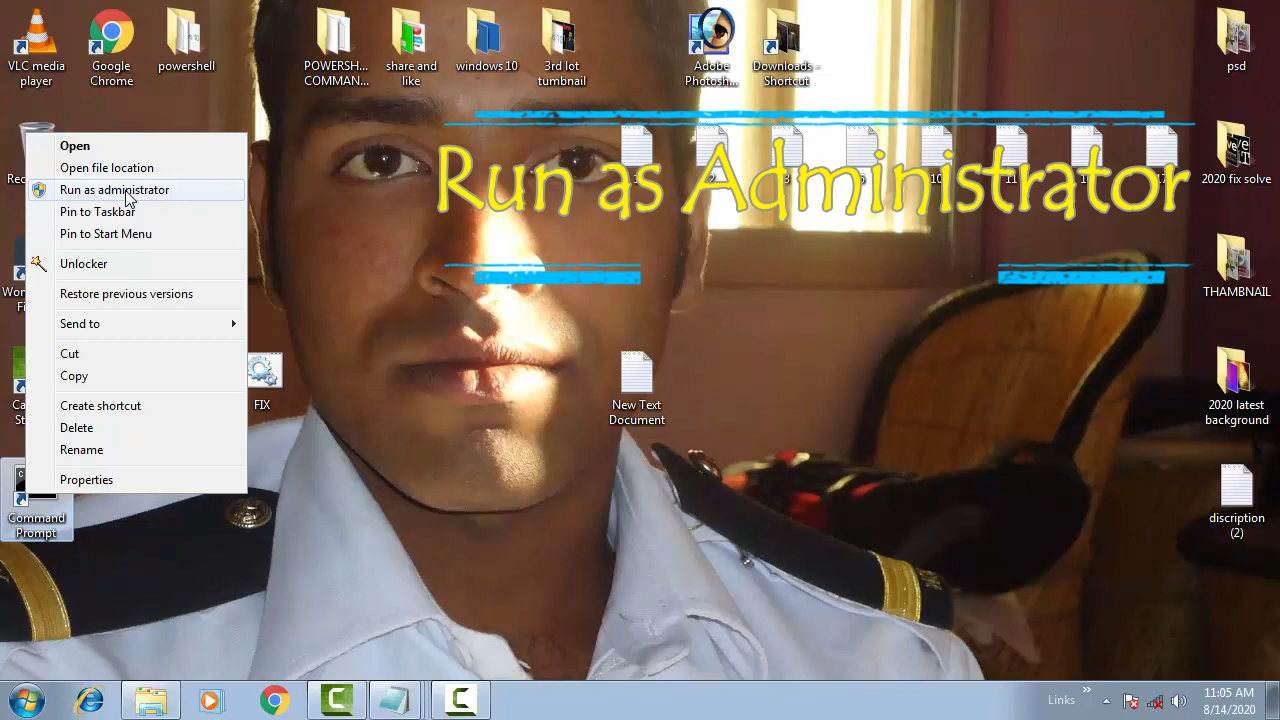 VLC media
player
Google
Chrome
powershell
POWERSH...
COMMAN...
share and
like
windows 10
3rd lot
tumbnail
Adobe
Photosh...
Downloads -
Shortcut
psd
Run as Administrator
2020 fix solve
THAMBNAIL
2020 latest
background
discription
(2)
Open
Open file location
Run as administrator
Pin to Taskbar
Pin to Start Menu
Unlocker
Restore previous versions
Send to
Cut
Copy
Create shortcut
Delete
Rename
Properties
FIX
New Text
Document
Command
Prompt
Links
11:05 AM
8/14/2020